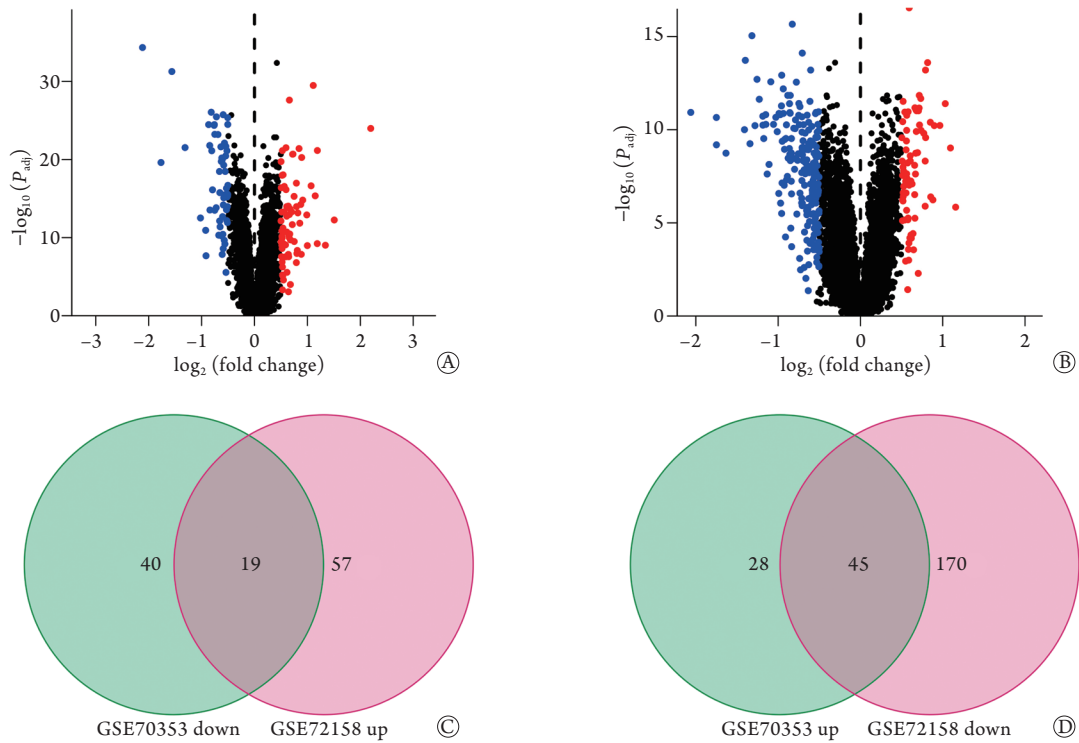 −log₁₀ (Padj)
30
20
10
0
−3 −2 −1 0 1 2 3
log₂ (fold change)
Ⓐ
−log₁₀ (Padj)
15
10
5
0
−2 −1 0 1 2
log₂ (fold change)
Ⓑ
40 19 57
GSE70353 down GSE72158 up
Ⓒ
28 45 170
GSE70353 up GSE72158 down
Ⓓ